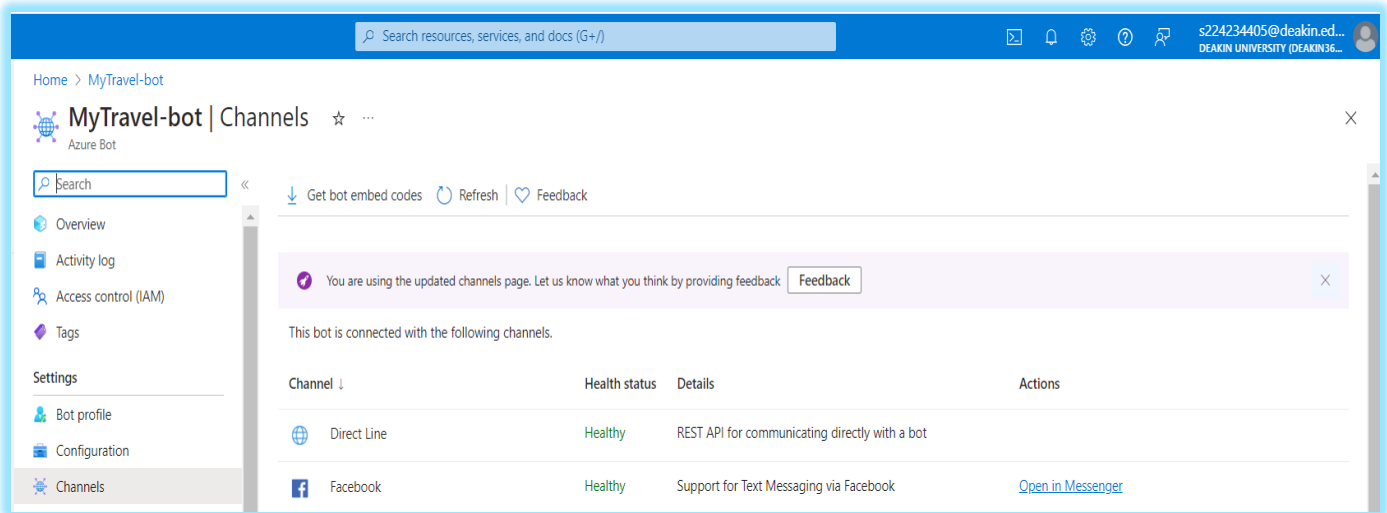 Search resources, services, and docs (G+/)
s224234405@deakin.ed...
DEAKIN UNIVERSITY (DEAKIN36...
Home > MyTravel-bot
MyTravel-bot | Channels
Azure Bot
Search
Get bot embed codes Refresh Feedback
Overview
Activity log
Access control (IAM)
Tags
Settings
Bot profile
Configuration
Channels
You are using the updated channels page. Let us know what you think by providing feedback Feedback
This bot is connected with the following channels.
Channel ↓ Health status Details Actions
Direct Line Healthy REST API for communicating directly with a bot
Facebook Healthy Support for Text Messaging via Facebook Open in Messenger